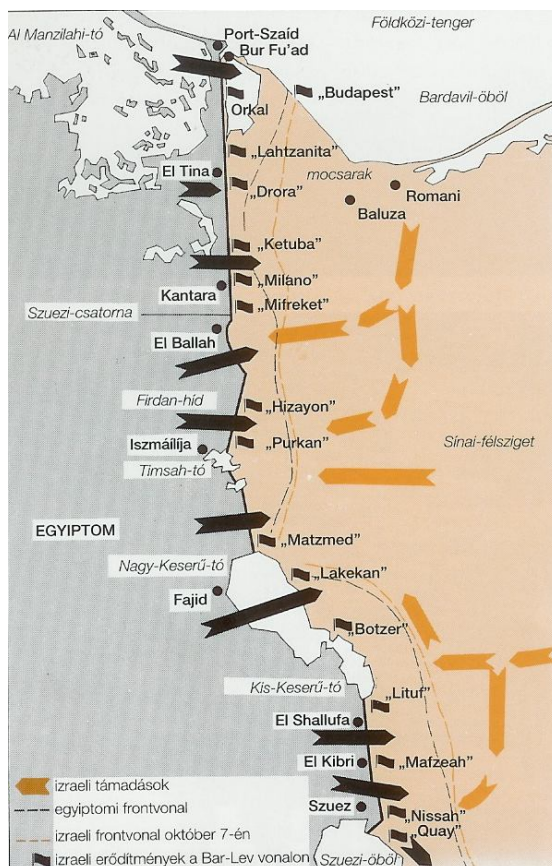 Al Manzilahi-tó
Port-Szaíd
Bur Fu'ad
Földközi-tenger
Orkal
„Budapest”
Bardavil-öböl
„Lahtzanita”
El Tina
„Drora”
mocsarak
Romani
Baluza
„Ketuba”
„Milano”
Kantara
„Mifreket”
Szuezi-csatorna
El Ballah
Firdan-híd
„Hizayon”
Iszmáílíja
„Purkan”
Sínai-félsziget
Timsah-tó
EGYIPTOM
„Matzmed”
Nagy-Keserű-tó
„Lakekan”
Fajid
„Botzer”
Kis-Keserű-tó
„Lituf”
El Shallufa
El Kibri
„Mafzeah”
izraeli támadások
egyiptomi frontvonal
Szuez
„Nissah”
„Quay”
izraeli frontvonal október 7-én
izraeli erődítmények a Bar-Lev vonalon
Szuezi-öböl